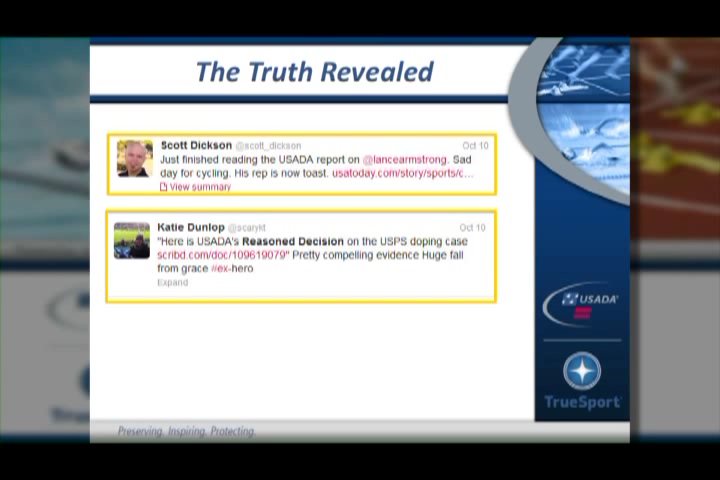 The Truth Revealed
Scott Dickson @scott_dickson Oct 10
Just finished reading the USADA report on @lancearmstrong. Sad
day for cycling. His rep is now toast. usatoday.com/story/sports/c...
View summary
Katie Dunlop @scarykt Oct 10
"Here is USADA's Reasoned Decision on the USPS doping case
scribd.com/doc/109619079" Pretty compelling evidence Huge fall
from grace #ex-hero
Expand
USADA
TrueSport
Preserving. Inspiring. Protecting.